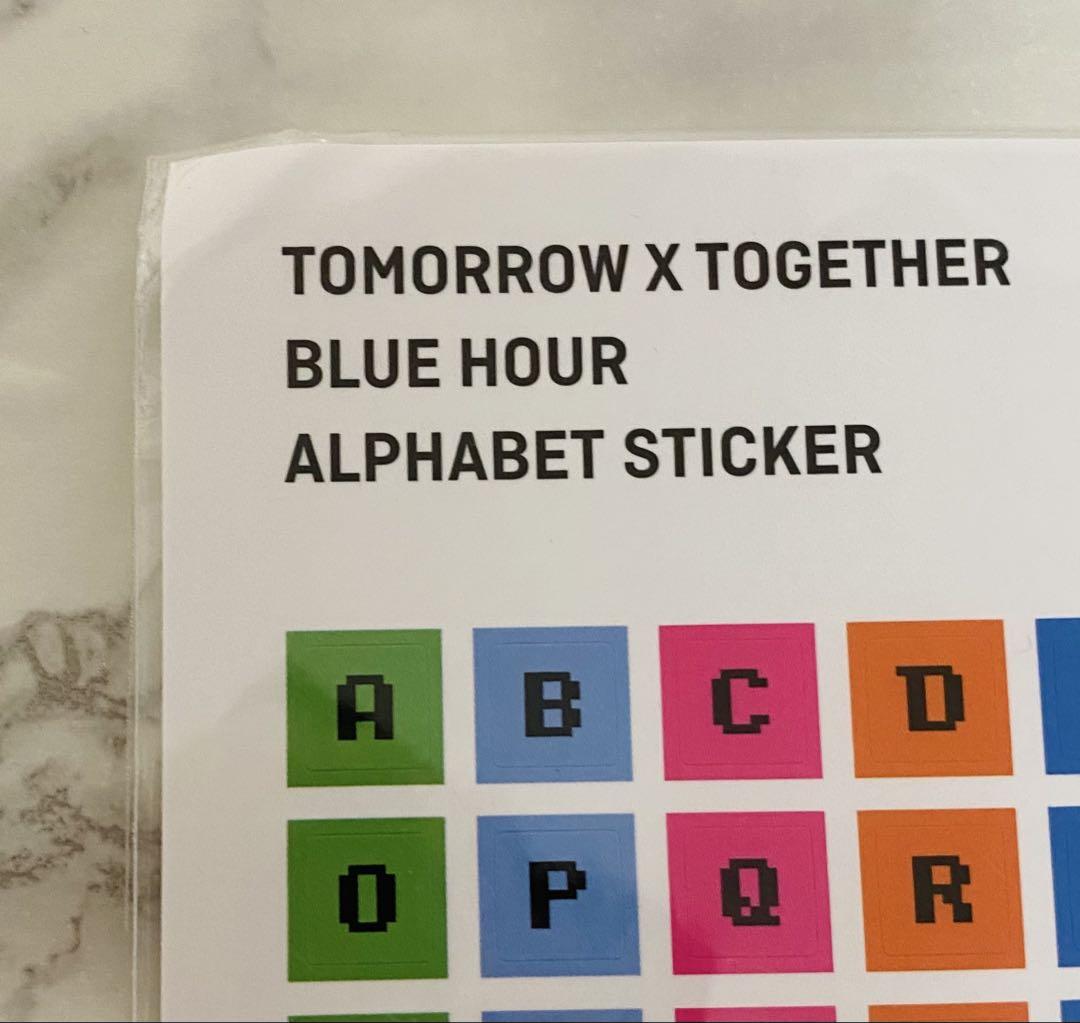 TOMORROW X TOGETHER
BLUE HOUR
ALPHABET STICKER
A B C D
O P Q R